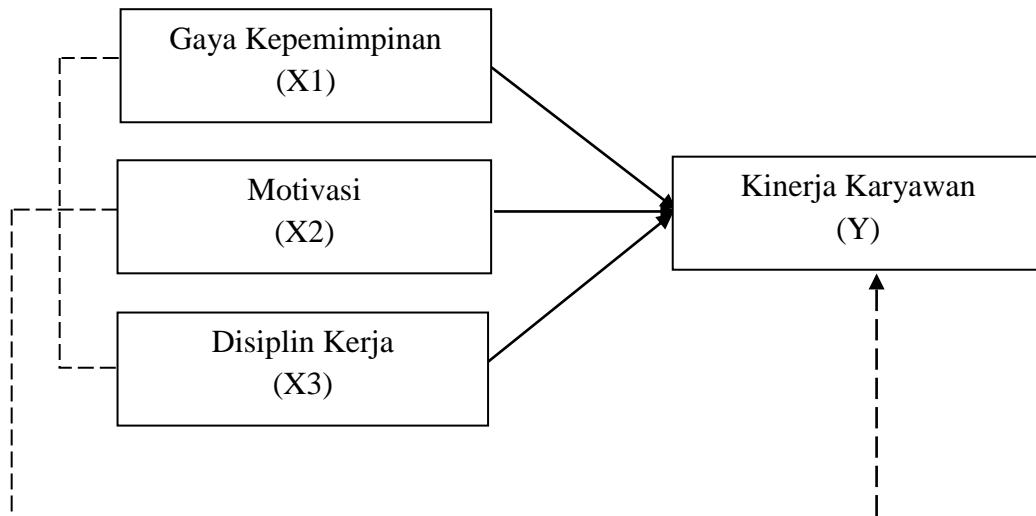 Gaya Kepemimpinan
(X1)
Motivasi
(X2)
Disiplin Kerja
(X3)
Kinerja Karyawan
(Y)